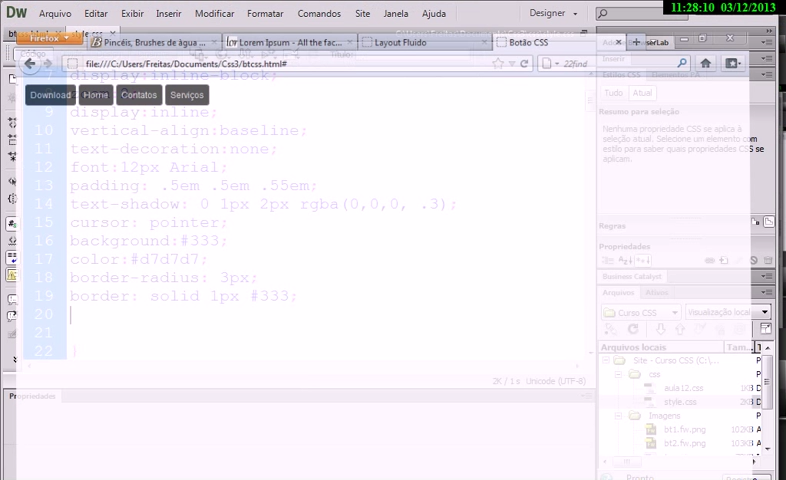 Dw Arquivo Editar Exibir Inserir Modificar Formatar Comandos Site Janela Ajuda Designer
11:28:10 03/12/2013
Firefox Pincéis, Brushes de água ... Lorem Ipsum - All the fac... Layout Fluido Botão CSS
file:///C:/Users/Freitas/Documents/Css3/btcss.html# 22find
Inserir
display:inline-block;
Download Home Contatos Serviços
Tudo Atual
9 display:inline;
Resumo para seleção
10 vertical-align:baseline;
11 text-decoration:none;
12 font:12px Arial;
13 padding: .5em .5em .55em;
14 text-shadow: 0 1px 2px rgba(0,0,0, .3);
15 cursor: pointer;
16 background:#333;
17 color:#d7d7d7;
18 border-radius: 3px;
19 border: solid 1px #333;
20
21
22 }
Nenhuma propriedade CSS se aplica à
seleção atual. Selecione um elemento com
estilo para saber quais propriedades CSS se
aplicam.
Regras
Propriedades
Business Catalyst
Arquivos Ativos
Curso CSS Visualização local
Arquivos locais Tam...
Site - Curso CSS (C:\...
css
aula12.css 1KB
style.css 2KB
Imagens
bt1.fw.png 102KB
bt2.fw.png 103KB
2K / 1 s Unicode (UTF-8)
Propriedades
Pronto